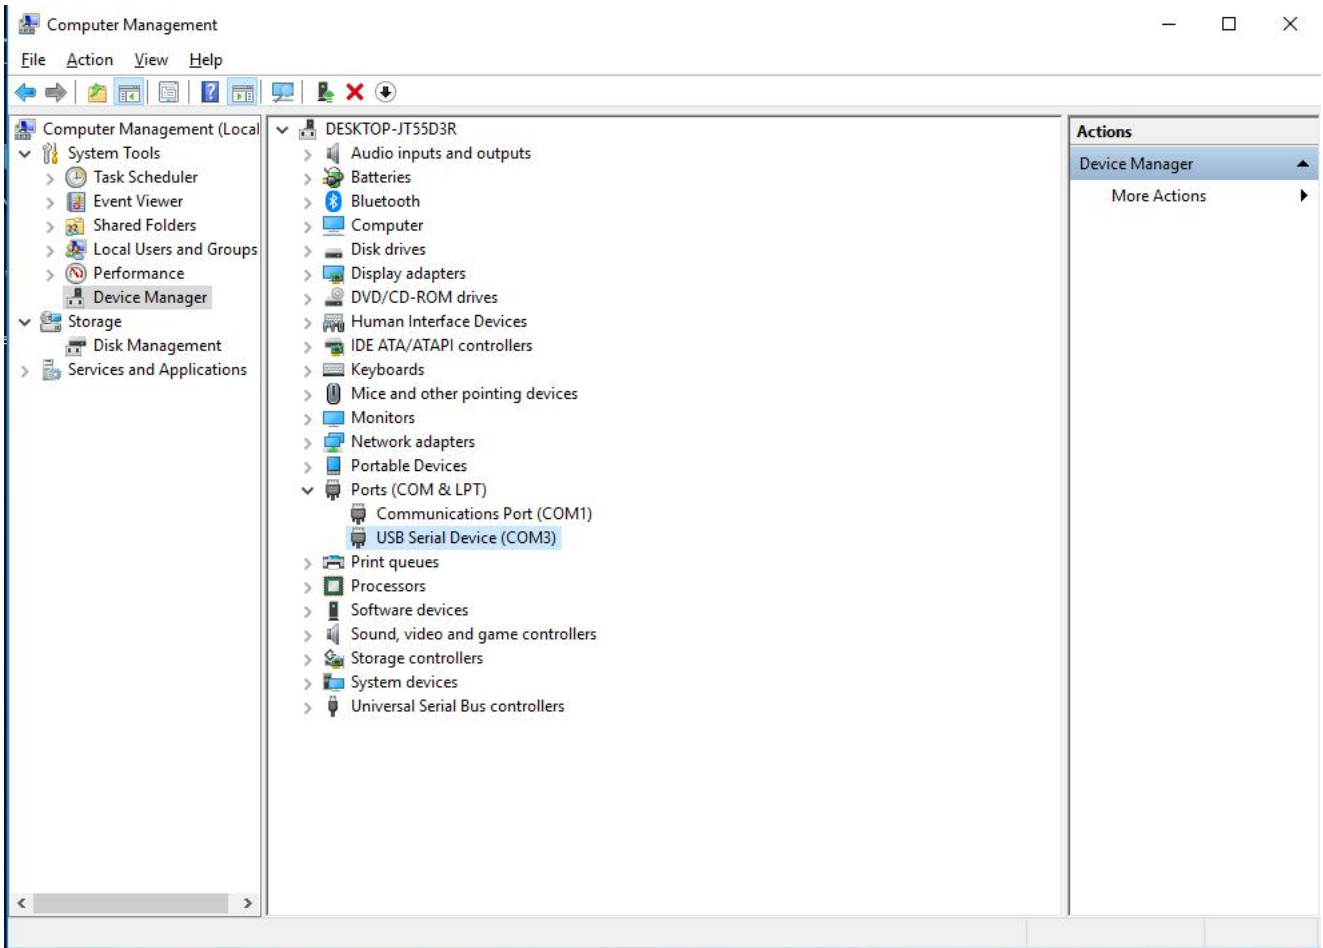 Computer Management
File Action View Help
Computer Management (Local
System Tools
Task Scheduler
Event Viewer
Shared Folders
Local Users and Groups
Performance
Device Manager
Storage
Disk Management
Services and Applications
DESKTOP-JT55D3R
Audio inputs and outputs
Batteries
Bluetooth
Computer
Disk drives
Display adapters
DVD/CD-ROM drives
Human Interface Devices
IDE ATA/ATAPI controllers
Keyboards
Mice and other pointing devices
Monitors
Network adapters
Portable Devices
Ports (COM & LPT)
Communications Port (COM1)
USB Serial Device (COM3)
Print queues
Processors
Software devices
Sound, video and game controllers
Storage controllers
System devices
Universal Serial Bus controllers
Actions
Device Manager
More Actions